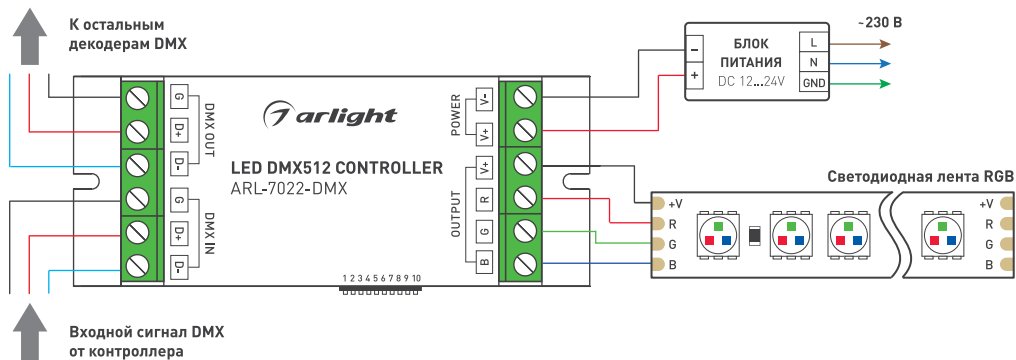 К остальным
декодерам DMX
~230 В
БЛОК
ПИТАНИЯ
DC 12...24V
−
+
L
N
GND
arlight
LED DMX512 CONTROLLER
ARL-7022-DMX
DMX OUT
G
D+
D-
DMX IN
G
D+
D-
POWER
V-
V+
OUTPUT
V+
R
G
B
1 2 3 4 5 6 7 8 9 10
Светодиодная лента RGB
+V
R
G
B
+V
R
G
B
Входной сигнал DMX
от контроллера